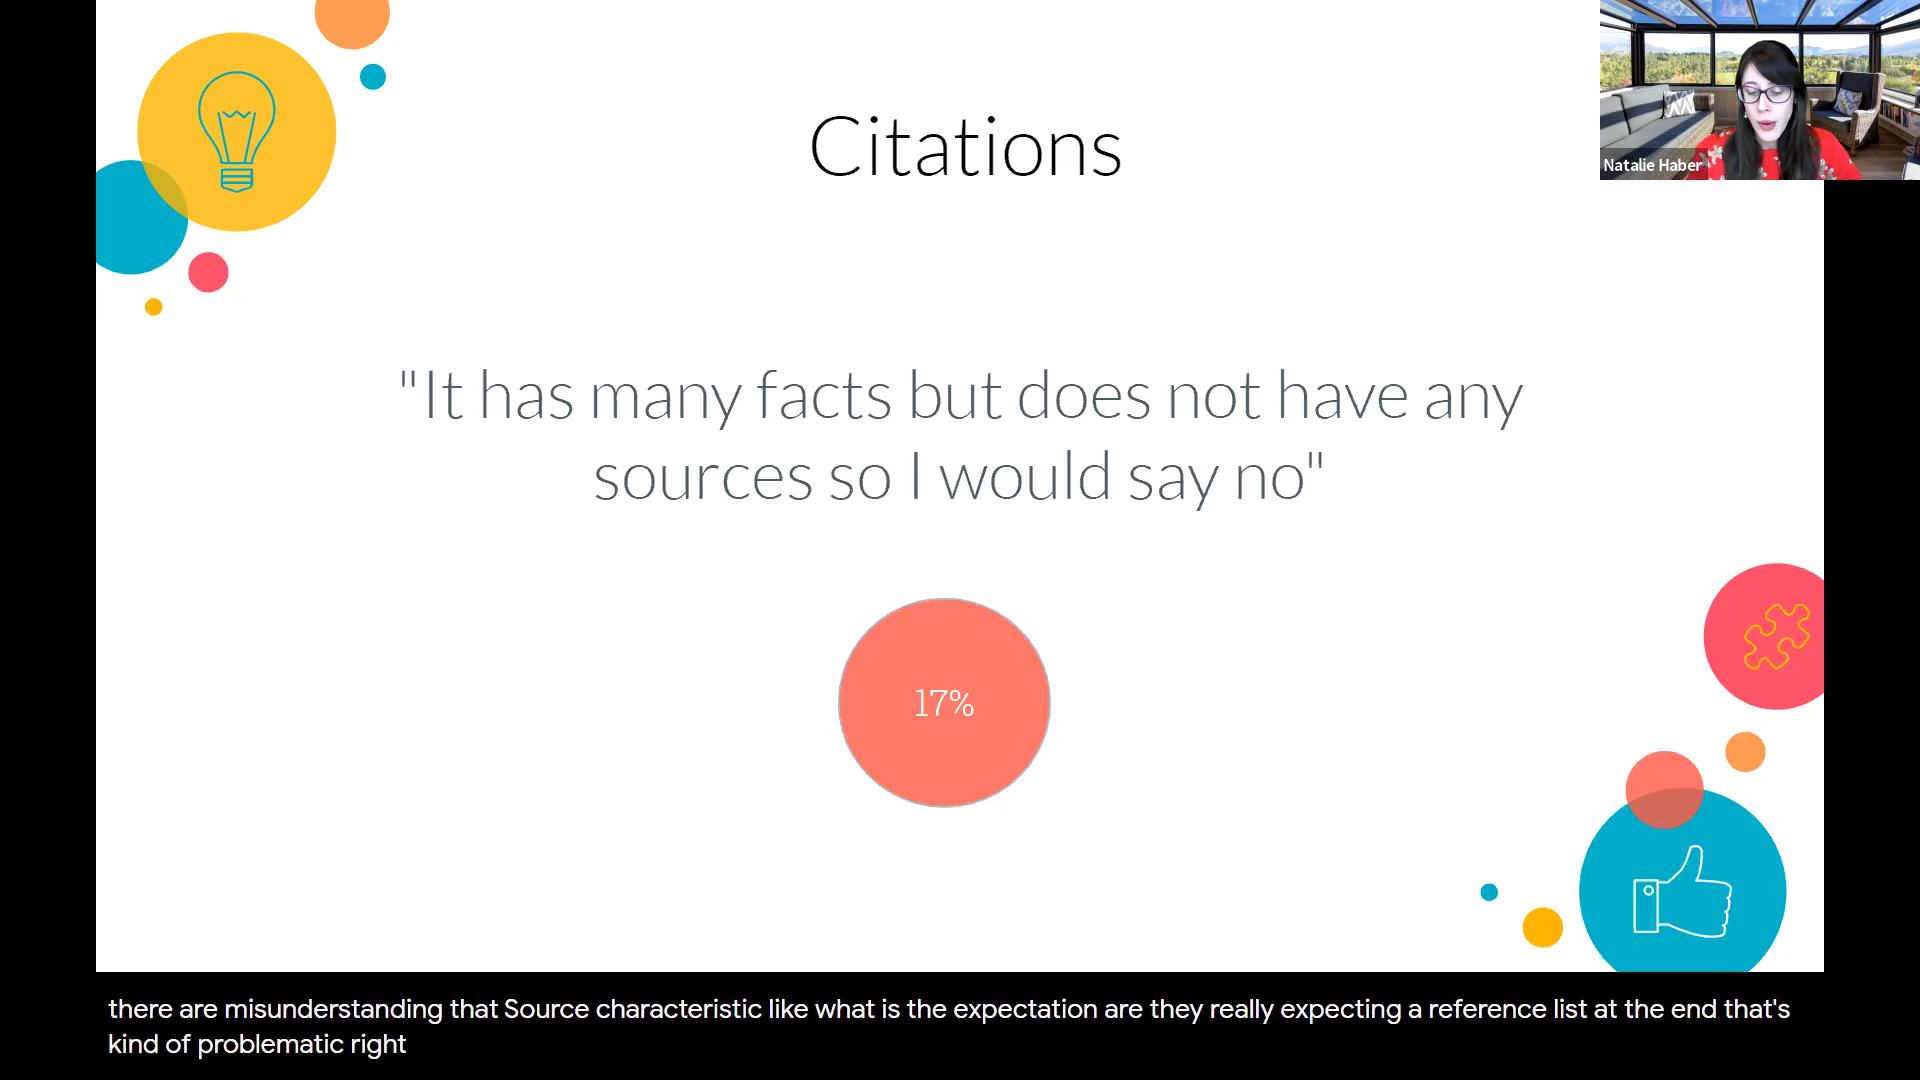 Citations
Natalie Haber
"It has many facts but does not have any
sources so I would say no"
17%
there are misunderstanding that Source characteristic like what is the expectation are they really expecting a reference list at the end that's
kind of problematic right